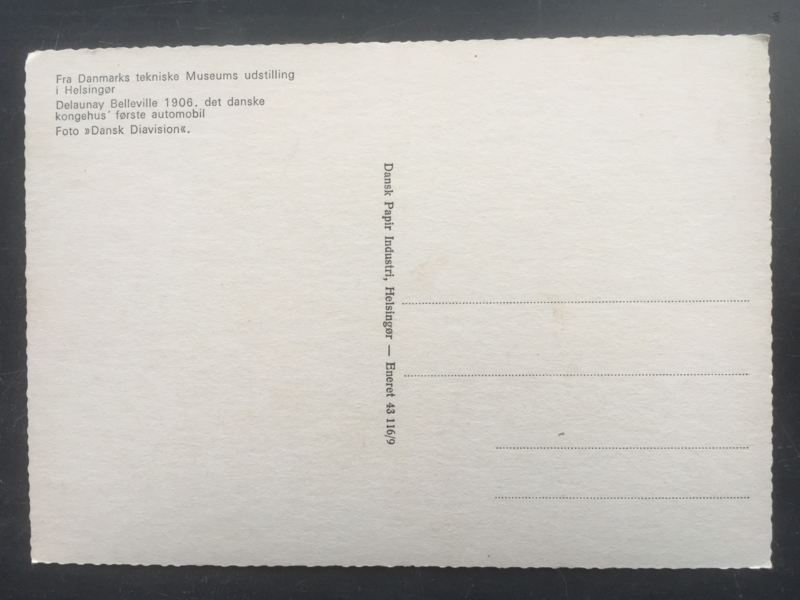 Fra Danmarks tekniske Museums udstilling
i Helsingør
Delaunay Belleville 1906, det danske
kongehus' første automobil
Foto »Dansk Diavision«.
Dansk Papir Industri, Helsingør — Eneret 43 116/9